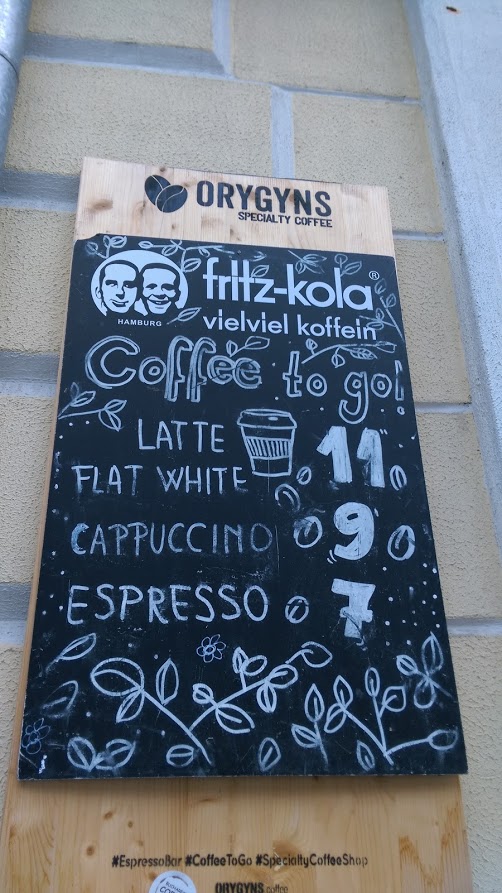 ORYGYNS
SPECIALTY COFFEE
fritz-kola®
HAMBURG
vielviel koffein
Coffee to go!
LATTE
FLAT WHITE
11
CAPPUCCINO 9
ESPRESSO 7
#EspressoBar #CoffeeToGo #SpecialtyCoffeeShop
ORYGYNS.coffee